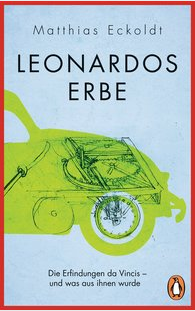 Matthias Eckoldt
LEONARDOS
ERBE
Die Erfindungen da Vincis –
und was aus ihnen wurde